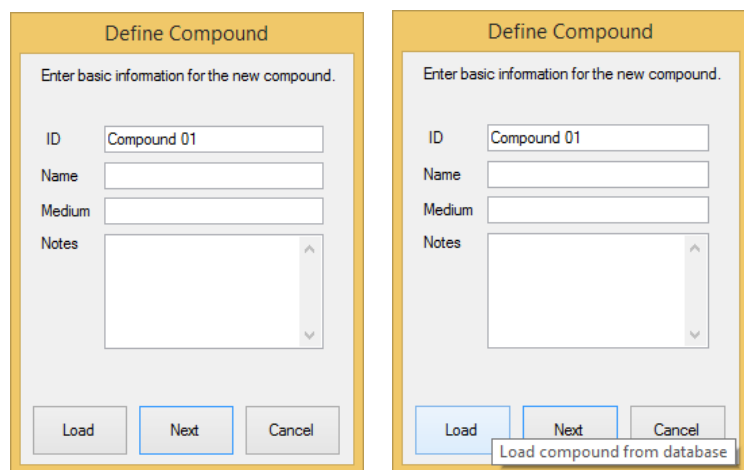 Define Compound
Enter basic information for the new compound.
ID
Compound 01
Name
Medium
Notes
Load
Next
Cancel
Define Compound
Enter basic information for the new compound.
ID
Compound 01
Name
Medium
Notes
Load
Next
Cancel
Load compound from database